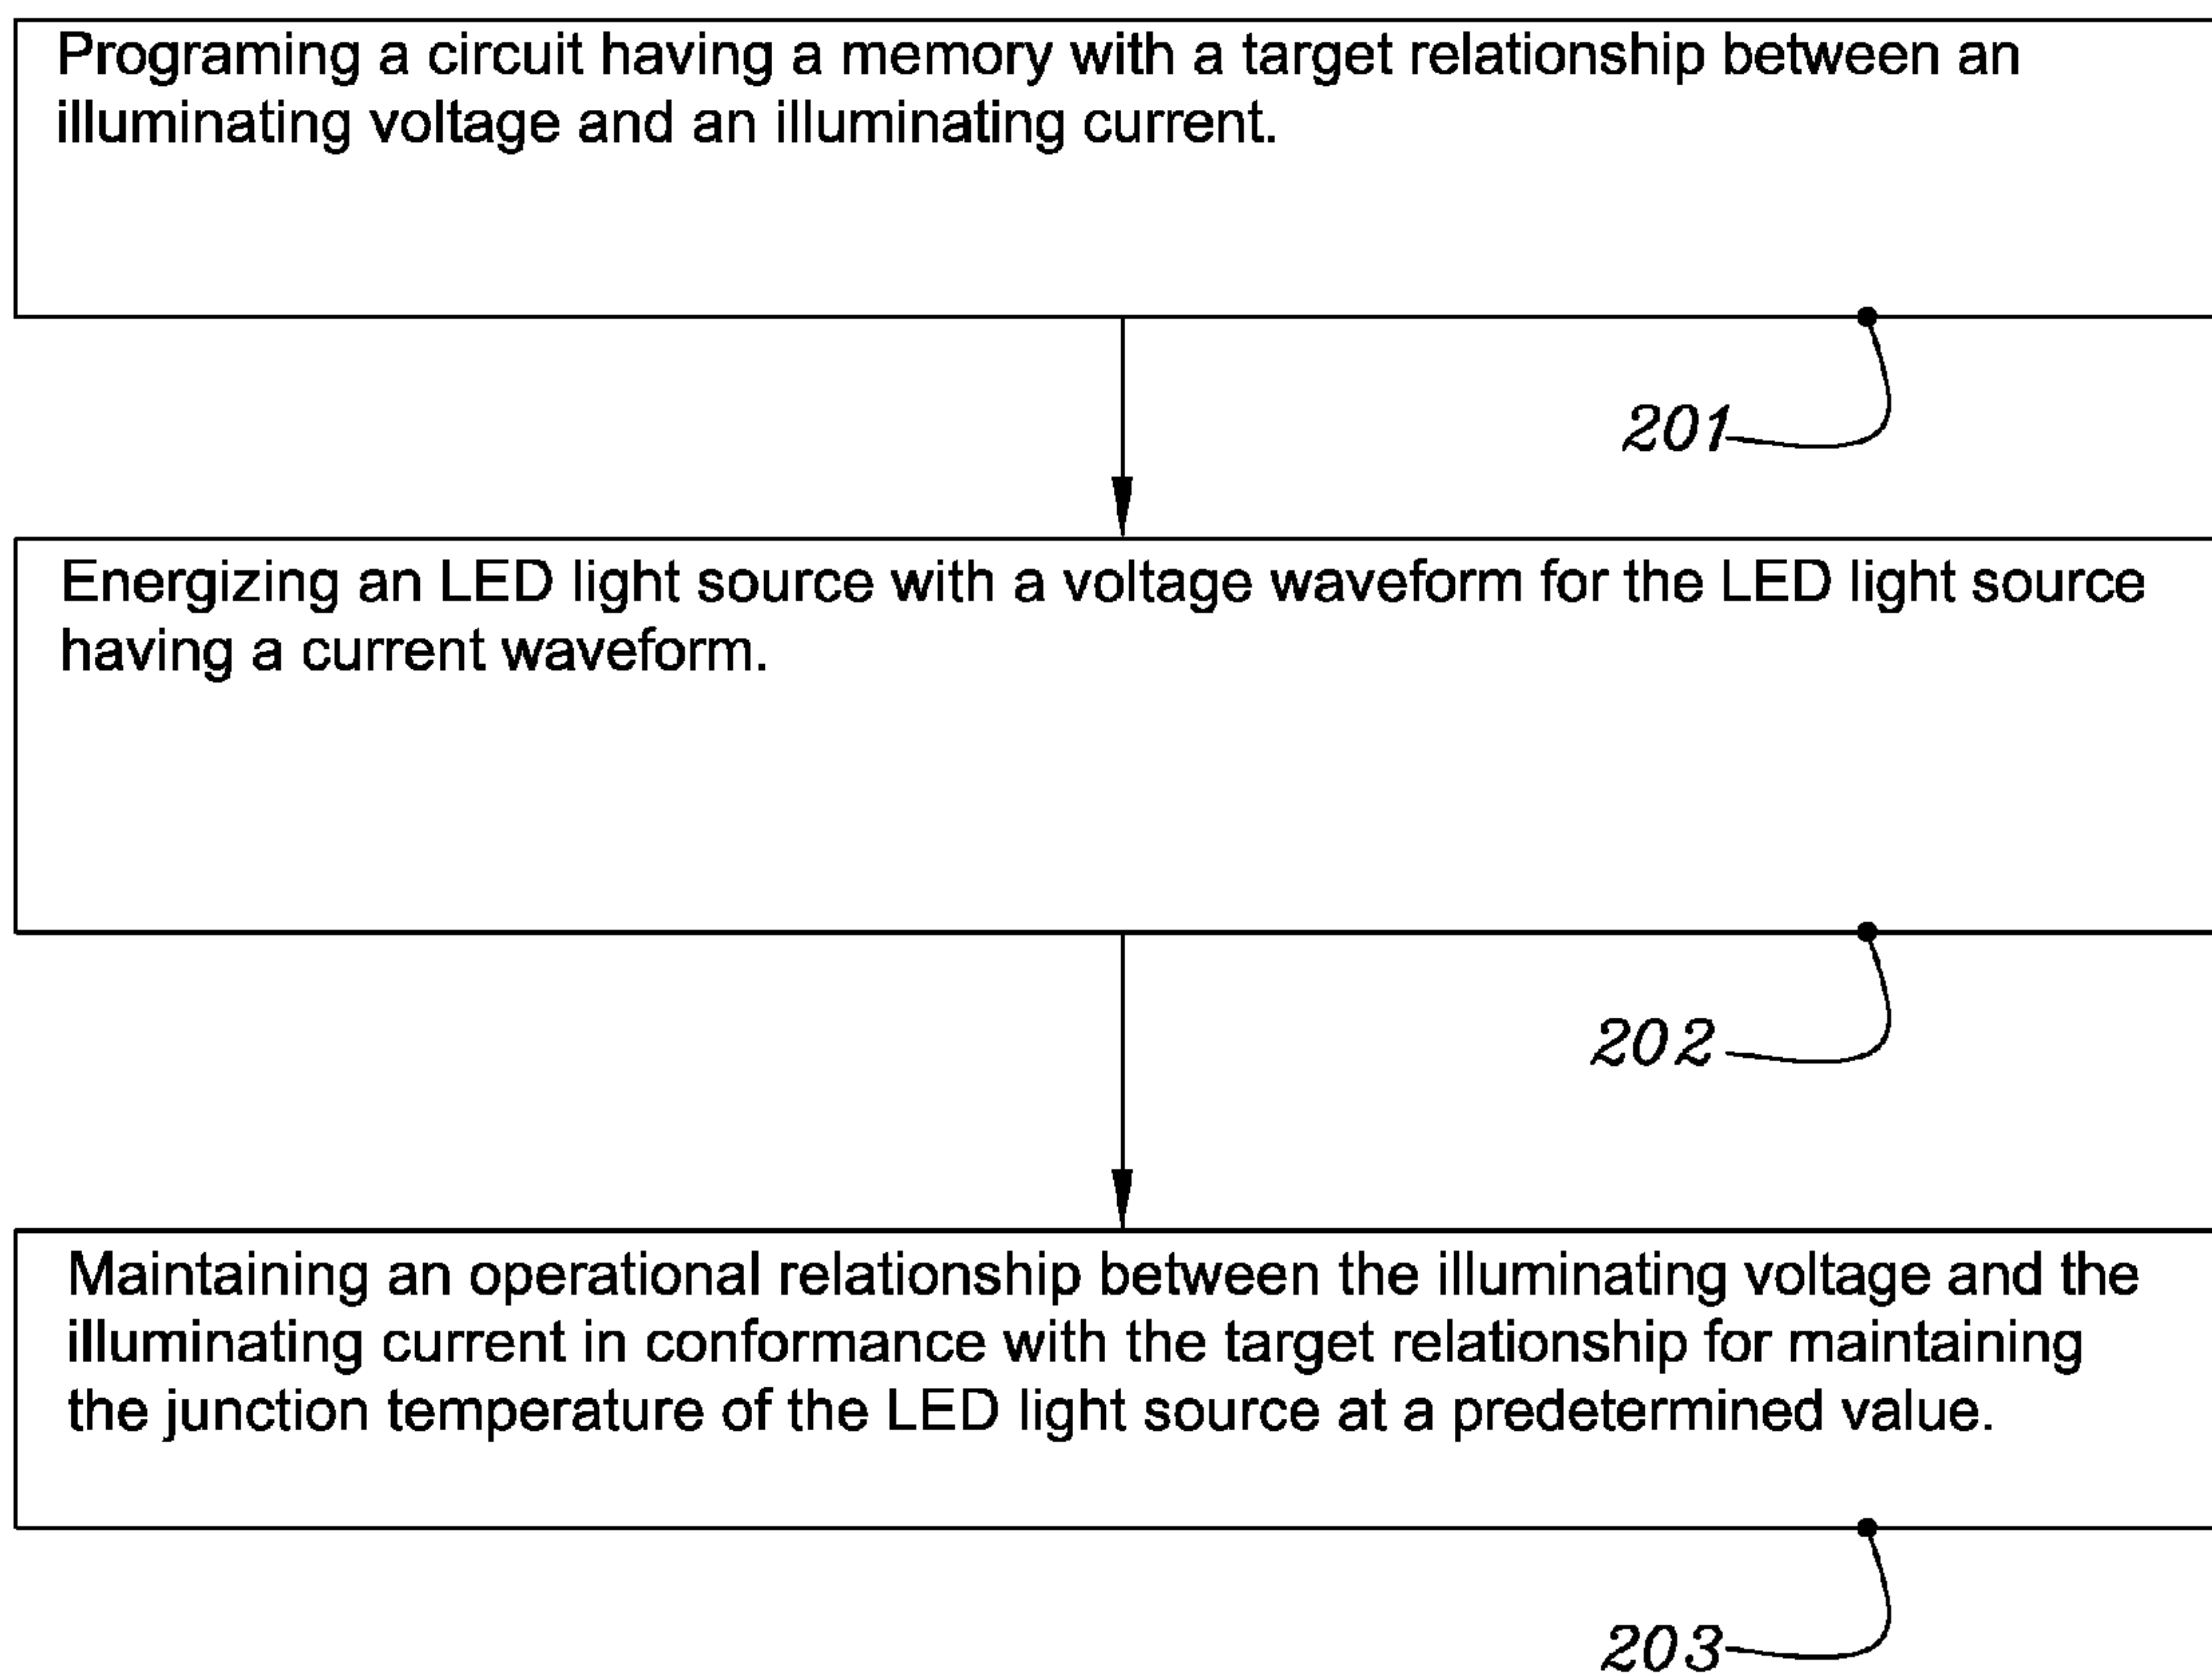 Programing a circuit having a memory with a target relationship between an
illuminating voltage and an illuminating current.
201
Energizing an LED light source with a voltage waveform for the LED light source
having a current waveform.
202
Maintaining an operational relationship between the illuminating voltage and the
illuminating current in conformance with the target relationship for maintaining
the junction temperature of the LED light source at a predetermined value.
203